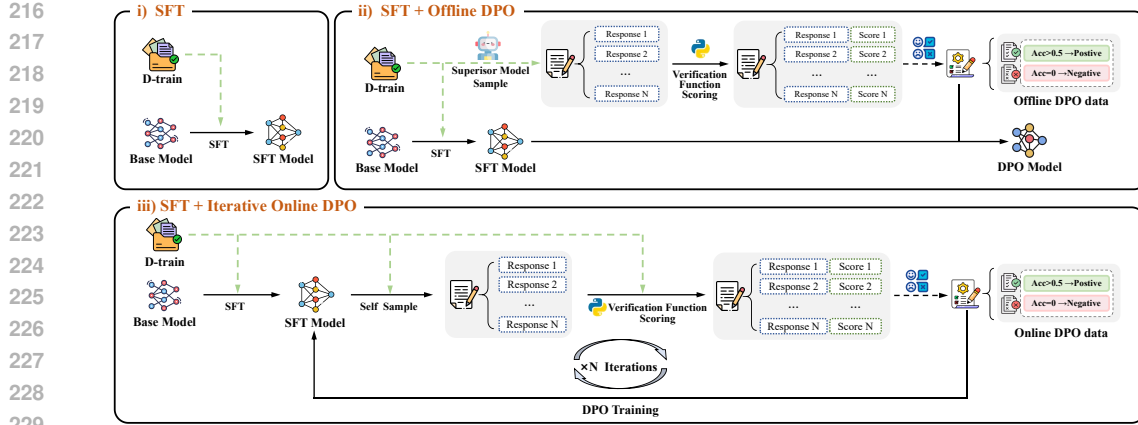 216
217
218
219
220
221
222
223
224
225
226
227
228
229
i) SFT
D-train
Base Model
SFT
SFT Model
ii) SFT + Offline DPO
D-train
Superisor Model
Sample
Response 1
Response 2
...
Response N
Verification
Function
Scoring
Response 1 Score 1
Response 2 Score 2
... ...
Response N Score N
Acc>0.5 →Postive
Acc=0 →Negative
Offline DPO data
Base Model
SFT
SFT Model
DPO Model
iii) SFT + Iterative Online DPO
D-train
Base Model
SFT
SFT Model
Self Sample
Response 1
Response 2
...
Response N
Verification Function
Scoring
Response 1 Score 1
Response 2 Score 2
... ...
Response N Score N
Acc>0.5 →Postive
Acc=0 →Negative
Online DPO data
×N Iterations
DPO Training